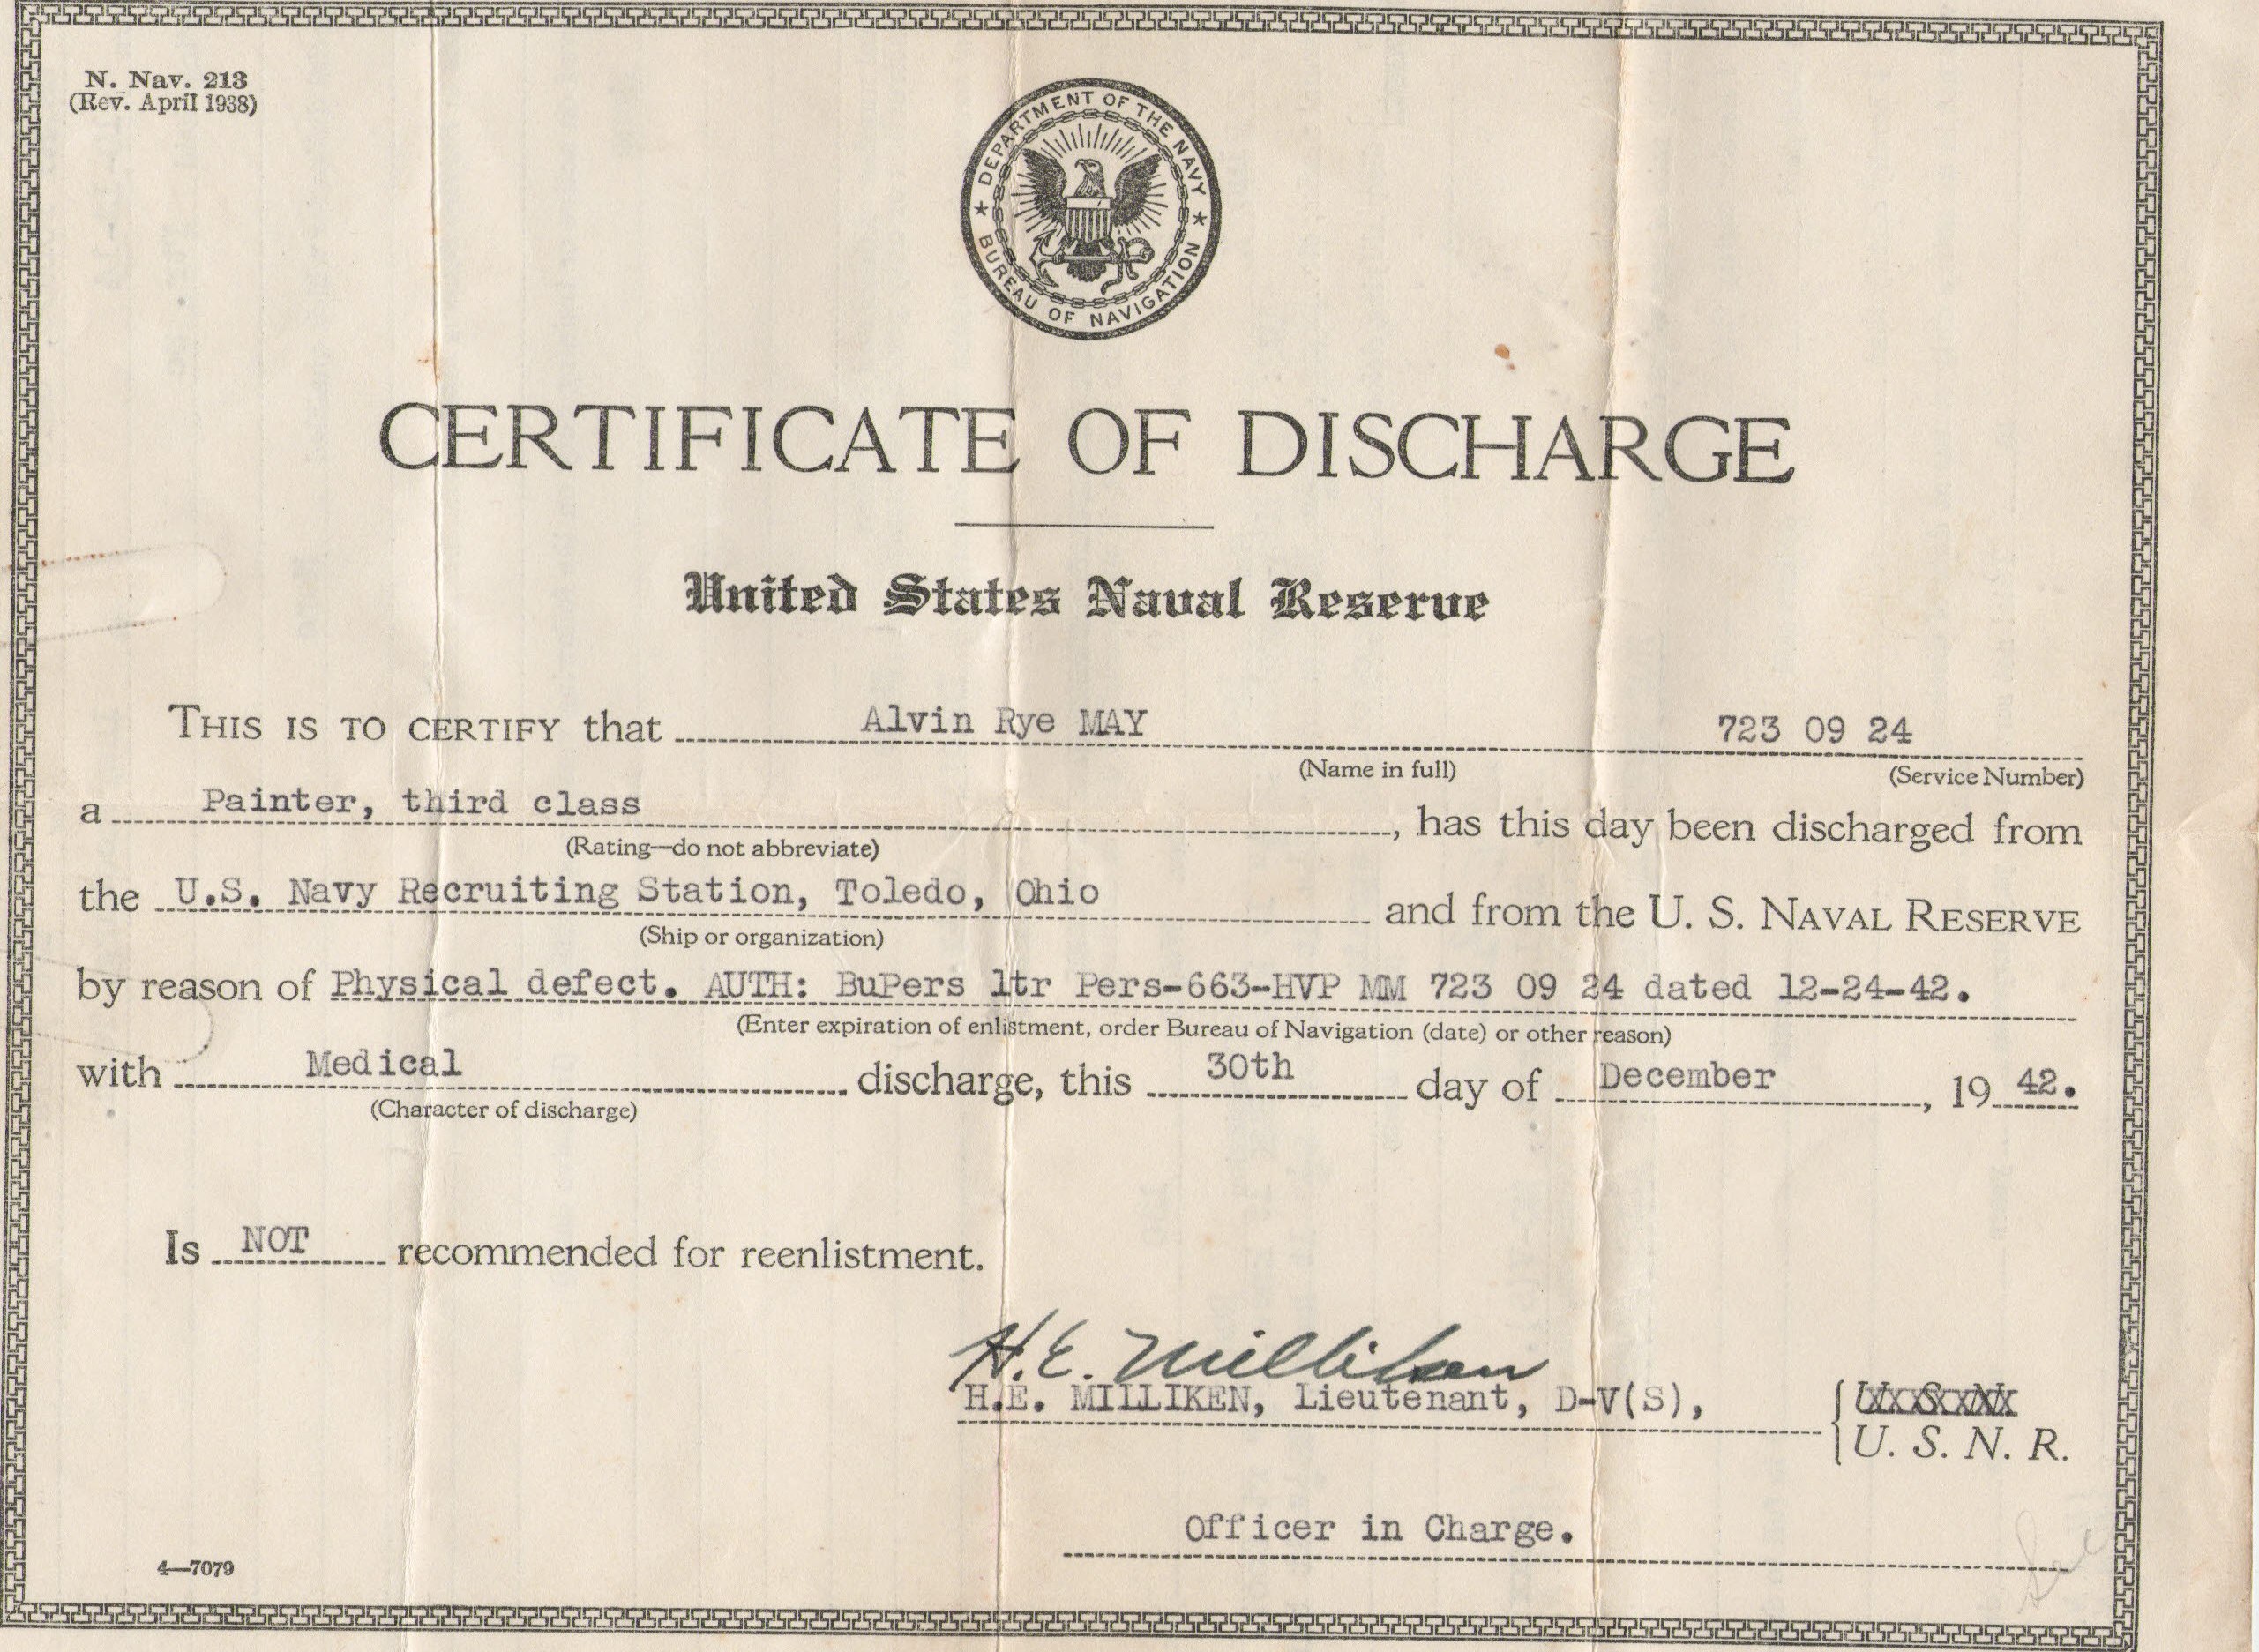 N. Nav. 213
(Rev. April 1938)
DEPARTMENT OF THE NAVY
BUREAU OF NAVIGATION
CERTIFICATE OF DISCHARGE
United States Naval Reserve
THIS IS TO CERTIFY that Alvin Rye MAY 723 09 24
(Name in full) (Service Number)
a Painter, third class, has this day been discharged from
(Rating—do not abbreviate)
the U.S. Navy Recruiting Station, Toledo, Ohio and from the U. S. NAVAL RESERVE
(Ship or organization)
by reason of Physical defect. AUTH: BuPers ltr Pers-663-HVP MM 723 09 24 dated 12-24-42.
(Enter expiration of enlistment, order Bureau of Navigation (date) or other reason)
with Medical discharge, this 30th day of December, 19 42.
(Character of discharge)
Is NOT recommended for reenlistment.
H.E. Milliken
H.E. MILLIKEN, Lieutenant, D-V(S), U. S. N.
U. S. N. R.
Officer in Charge.
4—7079